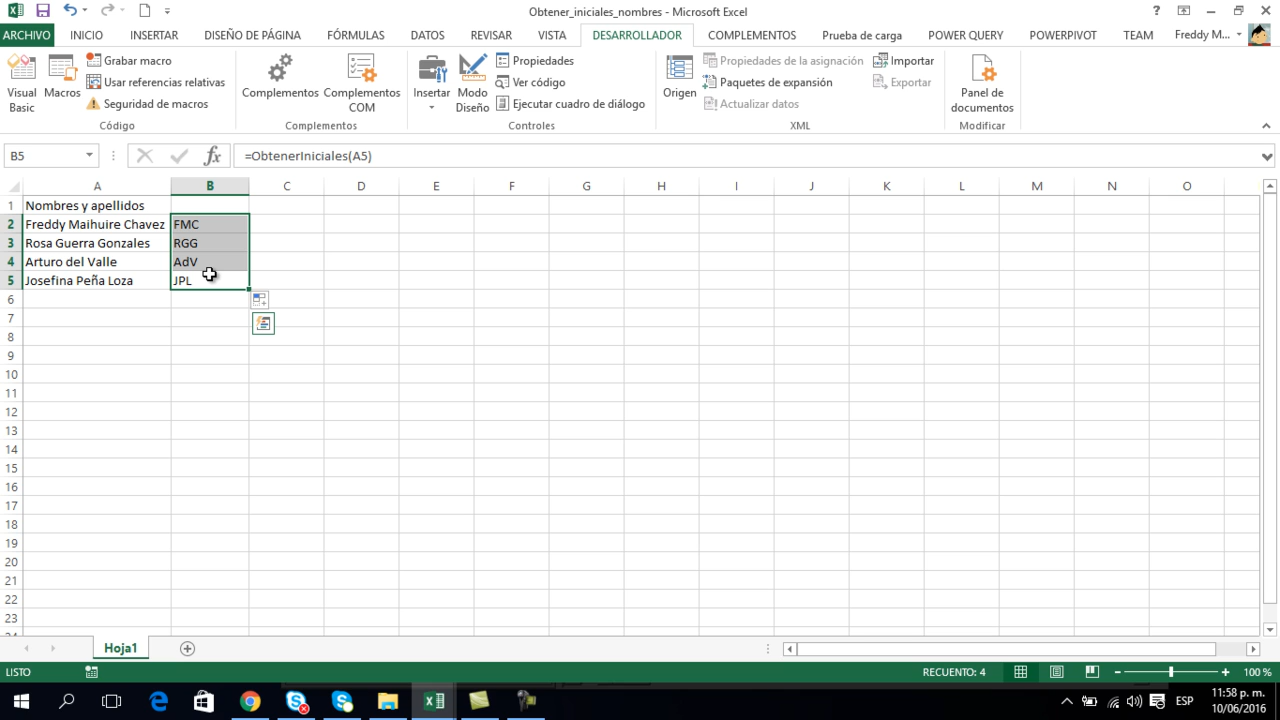 Obtener_iniciales_nombres - Microsoft Excel
ARCHIVO INICIO INSERTAR DISEÑO DE PÁGINA FÓRMULAS DATOS REVISAR VISTA DESARROLLADOR COMPLEMENTOS Prueba de carga POWER QUERY POWERPIVOT TEAM Freddy M...
Visual Basic
Macros
Grabar macro
Usar referencias relativas
Seguridad de macros
Código
Complementos
Complementos COM
Complementos
Insertar
Modo Diseño
Propiedades
Ver código
Ejecutar cuadro de diálogo
Controles
Origen
Propiedades de la asignación
Paquetes de expansión
Actualizar datos
Importar
Exportar
XML
Panel de documentos
Modificar
B5 fx =ObtenerIniciales(A5)
A B C D E F G H I J K L M N O
1 Nombres y apellidos
2 Freddy Maihuire Chavez FMC
3 Rosa Guerra Gonzales RGG
4 Arturo del Valle AdV
5 Josefina Peña Loza JPL
6
7
8
9
10
11
12
13
14
15
16
17
18
19
20
21
22
23
Hoja1
LISTO RECUENTO: 4 100 %
ESP
11:58 p. m.
10/06/2016